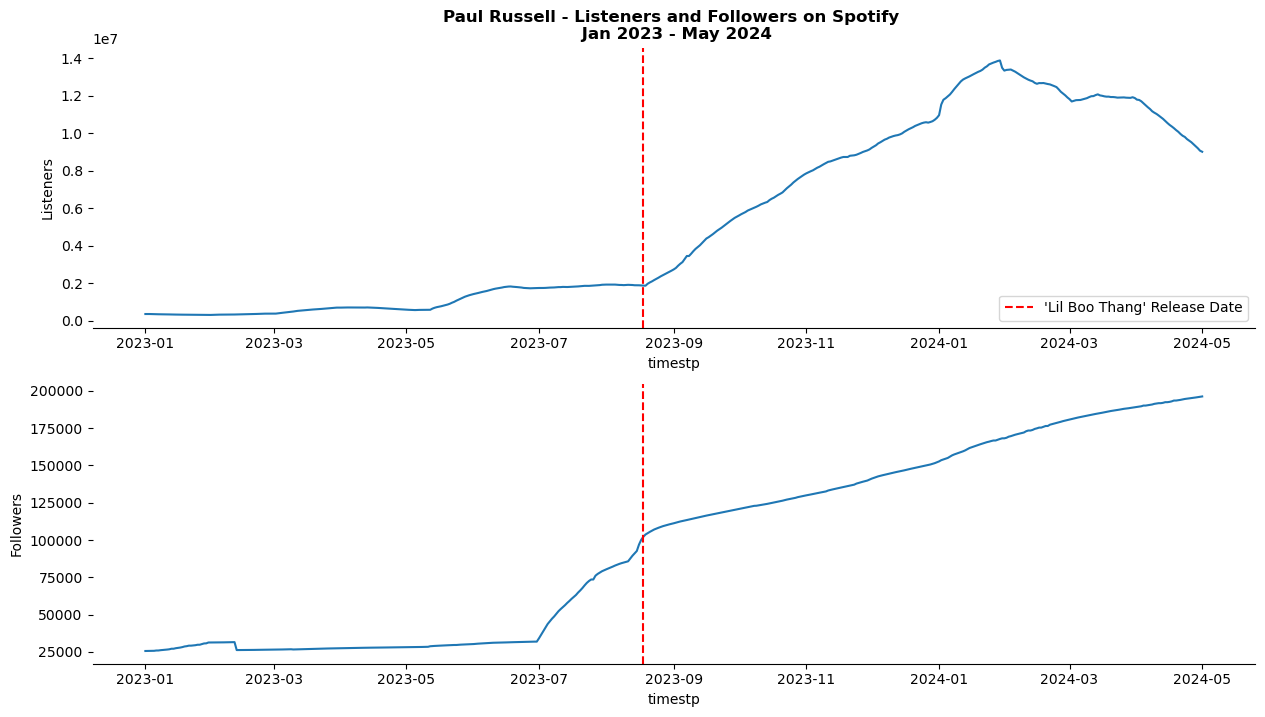 Paul Russell - Listeners and Followers on Spotify
Jan 2023 - May 2024
1e7
1.4
1.2
1.0
0.8
0.6
0.4
0.2
0.0
Listeners
'Lil Boo Thang' Release Date
2023-01 2023-03 2023-05 2023-07 2023-09 2023-11 2024-01 2024-03 2024-05
timestp
200000
175000
150000
125000
100000
75000
50000
25000
Followers
2023-01 2023-03 2023-05 2023-07 2023-09 2023-11 2024-01 2024-03 2024-05
timestp